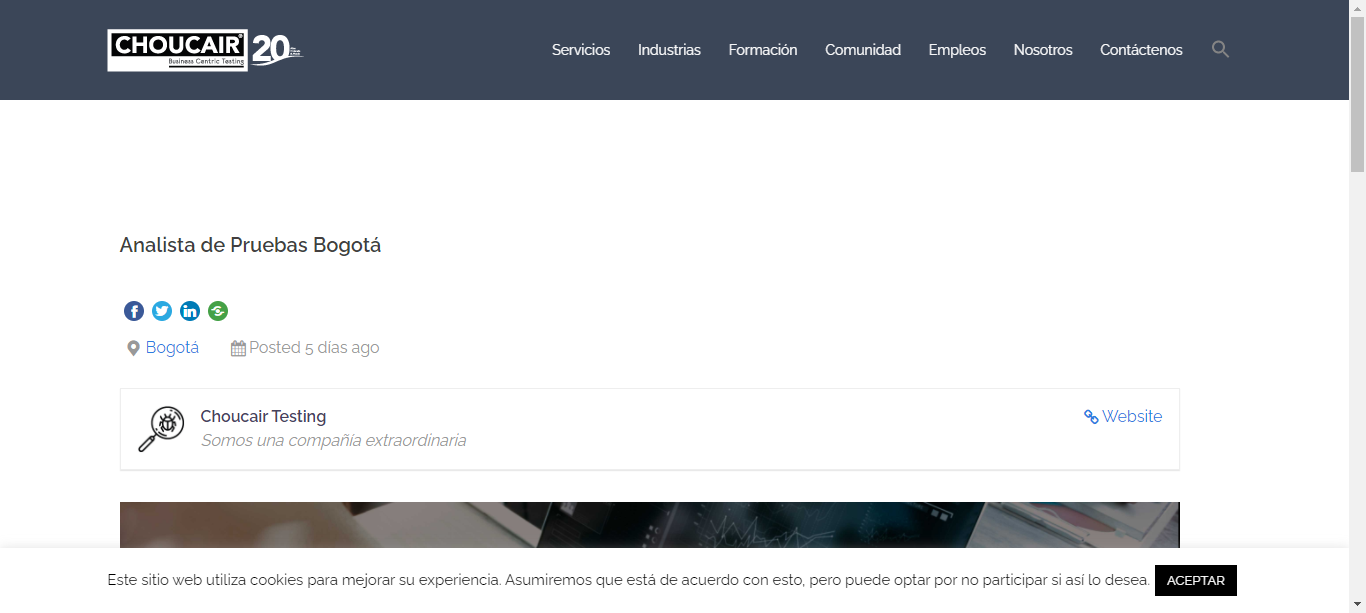 CHOUCAIR
Business Centric Testing
20
Servicios Industrias Formación Comunidad Empleos Nosotros Contáctenos
Analista de Pruebas Bogotá
Bogotá Posted 5 días ago
Choucair Testing Website
Somos una compañía extraordinaria
Este sitio web utiliza cookies para mejorar su experiencia. Asumiremos que está de acuerdo con esto, pero puede optar por no participar si así lo desea. ACEPTAR